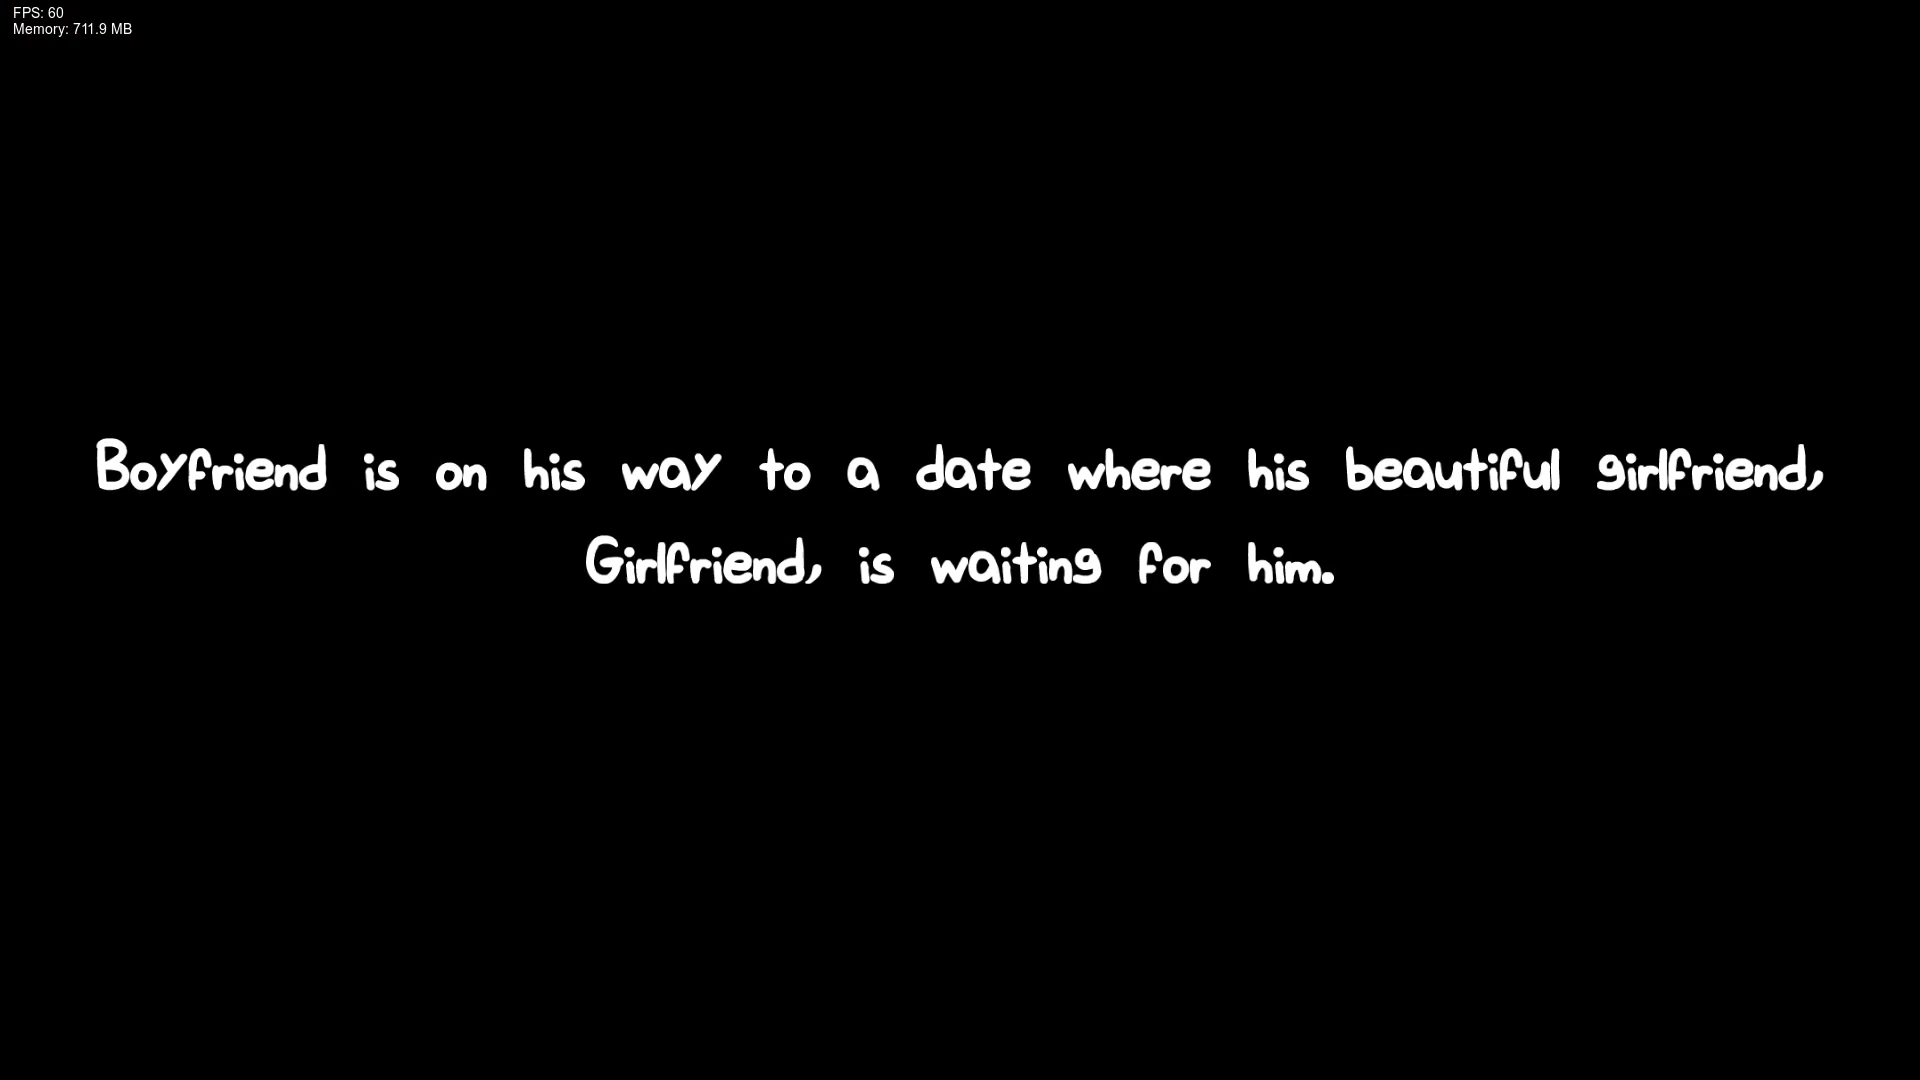 FPS: 60
Memory: 711.9 MB
Boyfriend is on his way to a date where his beautiful girlfriend,
Girlfriend, is waiting for him.